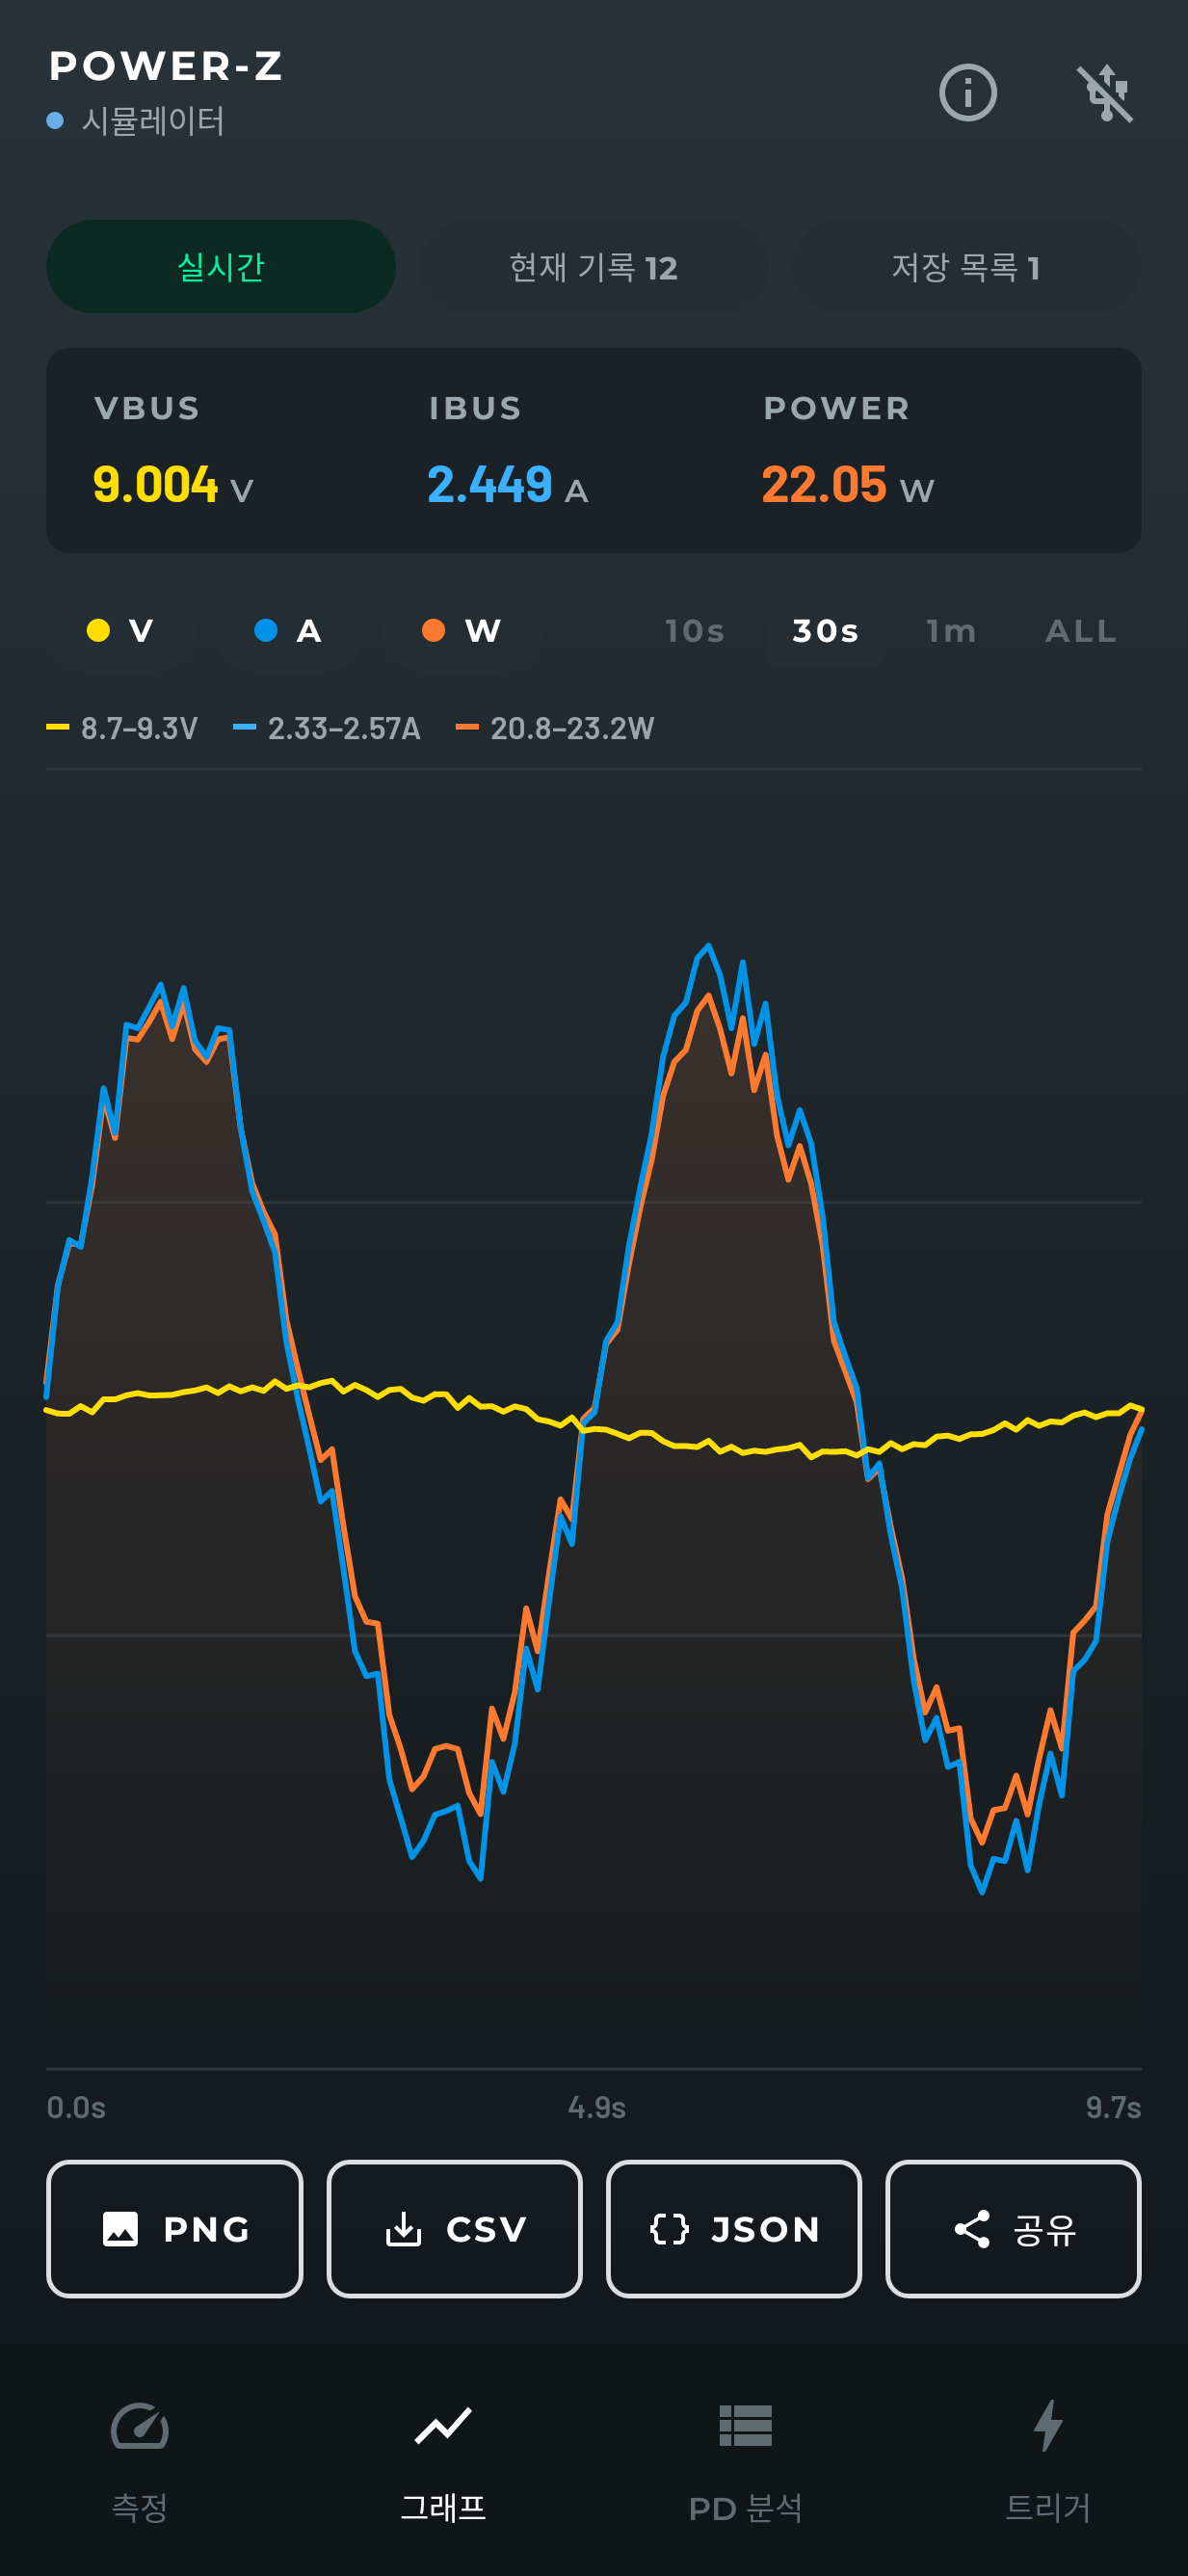 POWER-Z
시뮬레이터
실시간 현재 기록 12 저장 목록 1
VBUS IBUS POWER
9.004 V 2.449 A 22.05 W
V A W 10s 30s 1m ALL
8.7–9.3V 2.33–2.57A 20.8–23.2W
0.0s 4.9s 9.7s
PNG CSV JSON 공유
측정 그래프 PD 분석 트리거